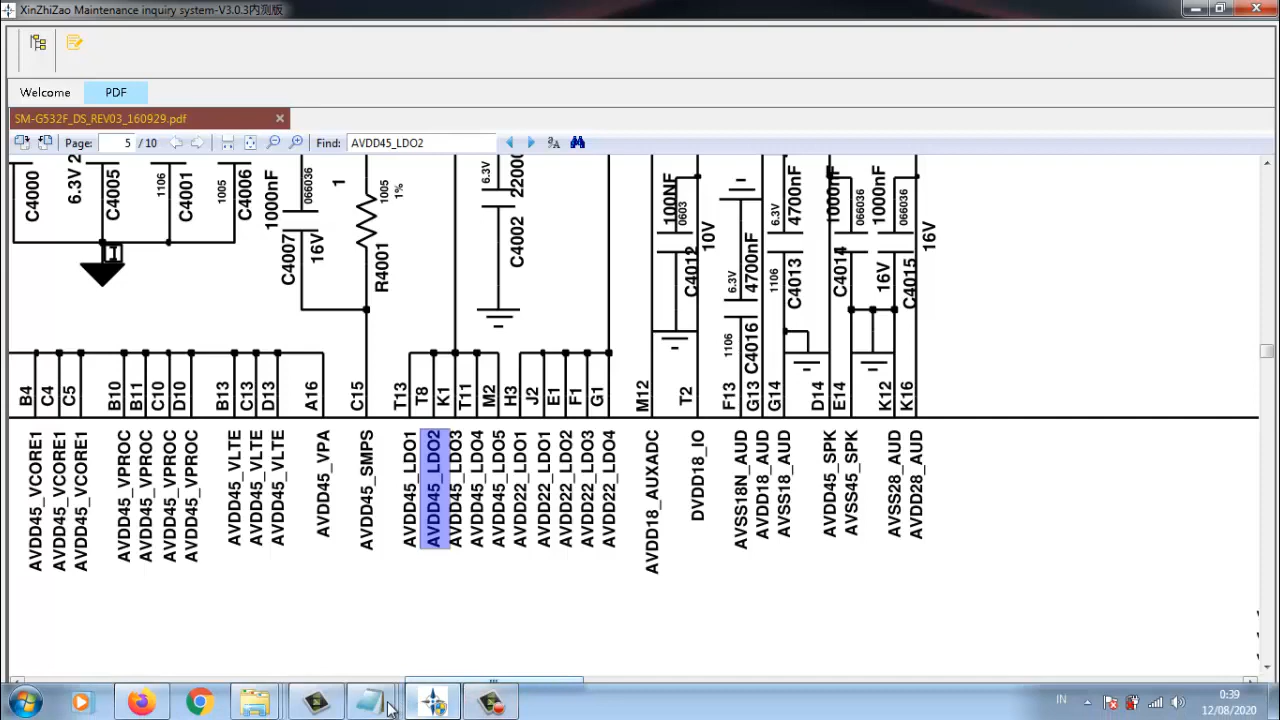 XinZhiZao Maintenance inquiry system-V3.0.3内测版
Welcome
PDF
SM-G532F_DS_REV03_160929.pdf
Page: 5 / 10
Find: AVDD45_LDO2
C4000
6.3V
C4005
1106
C4001
1005
C4006
1000nF
066036
C4007
16V
1
1005
1%
R4001
6.3V
C4002
100NF
0603
10V
C4012
6.3V
4700nF
1106
C4016
6.3V
4700nF
1106
C4013
1000nF
066036
C4014
1000nF
066036
16V
16V
C4015
B4
C4
C5
B10
B11
C10
D10
B13
C13
D13
A16
C15
T13
T8
K1
T11
M2
H3
J2
E1
F1
G1
M12
T2
F13
G13
G14
D14
E14
K12
K16
AVDD45_VCORE1
AVDD45_VCORE1
AVDD45_VCORE1
AVDD45_VPROC
AVDD45_VPROC
AVDD45_VPROC
AVDD45_VPROC
AVDD45_VLTE
AVDD45_VLTE
AVDD45_VLTE
AVDD45_VPA
AVDD45_SMPS
AVDD45_LDO1
AVDD45_LDO2
AVDD45_LDO3
AVDD45_LDO4
AVDD45_LDO5
AVDD22_LDO1
AVDD22_LDO1
AVDD22_LDO2
AVDD22_LDO3
AVDD22_LDO4
AVDD18_AUXADC
DVDD18_IO
AVSS18N_AUD
AVDD18_AUD
AVSS18_AUD
AVDD45_SPK
AVSS45_SPK
AVSS28_AUD
AVDD28_AUD
IN
0:39
12/08/2020